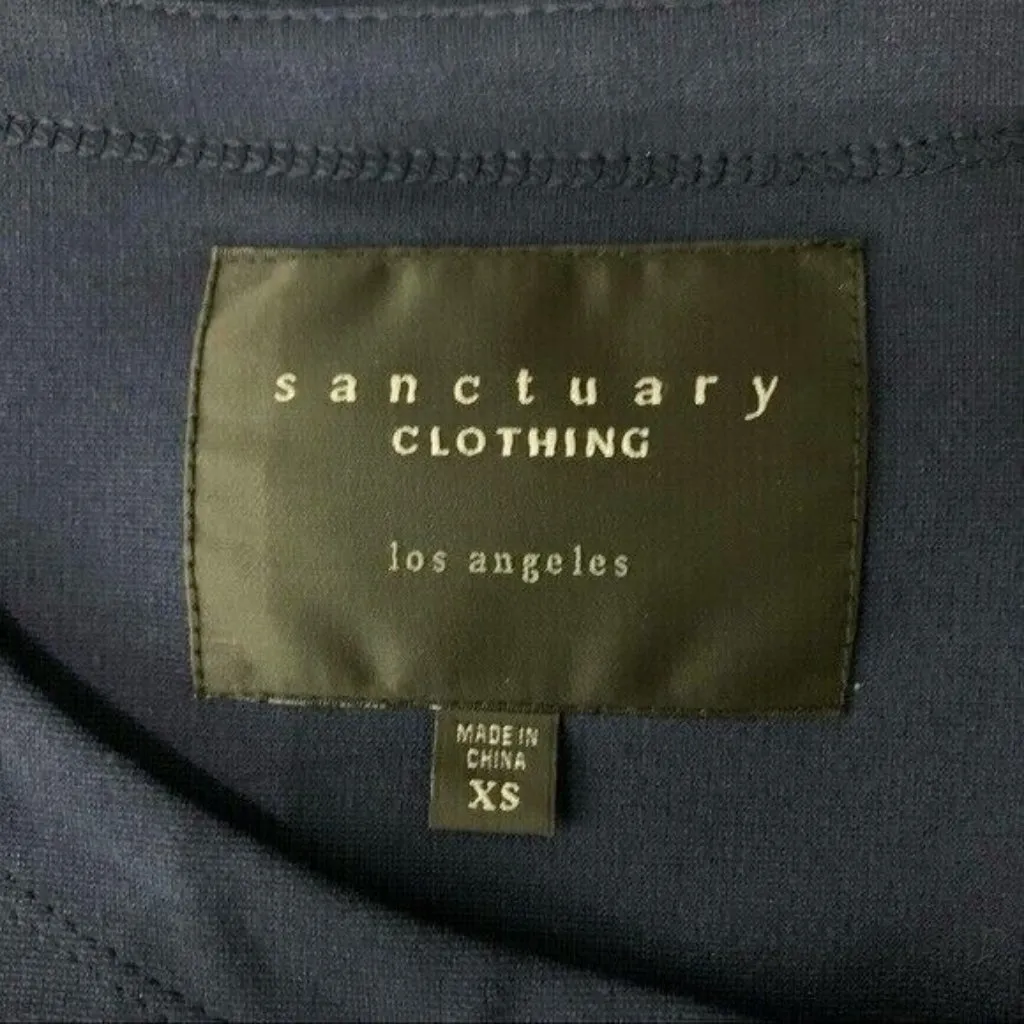 sanctuary
CLOTHING
los angeles
MADE IN
CHINA
XS